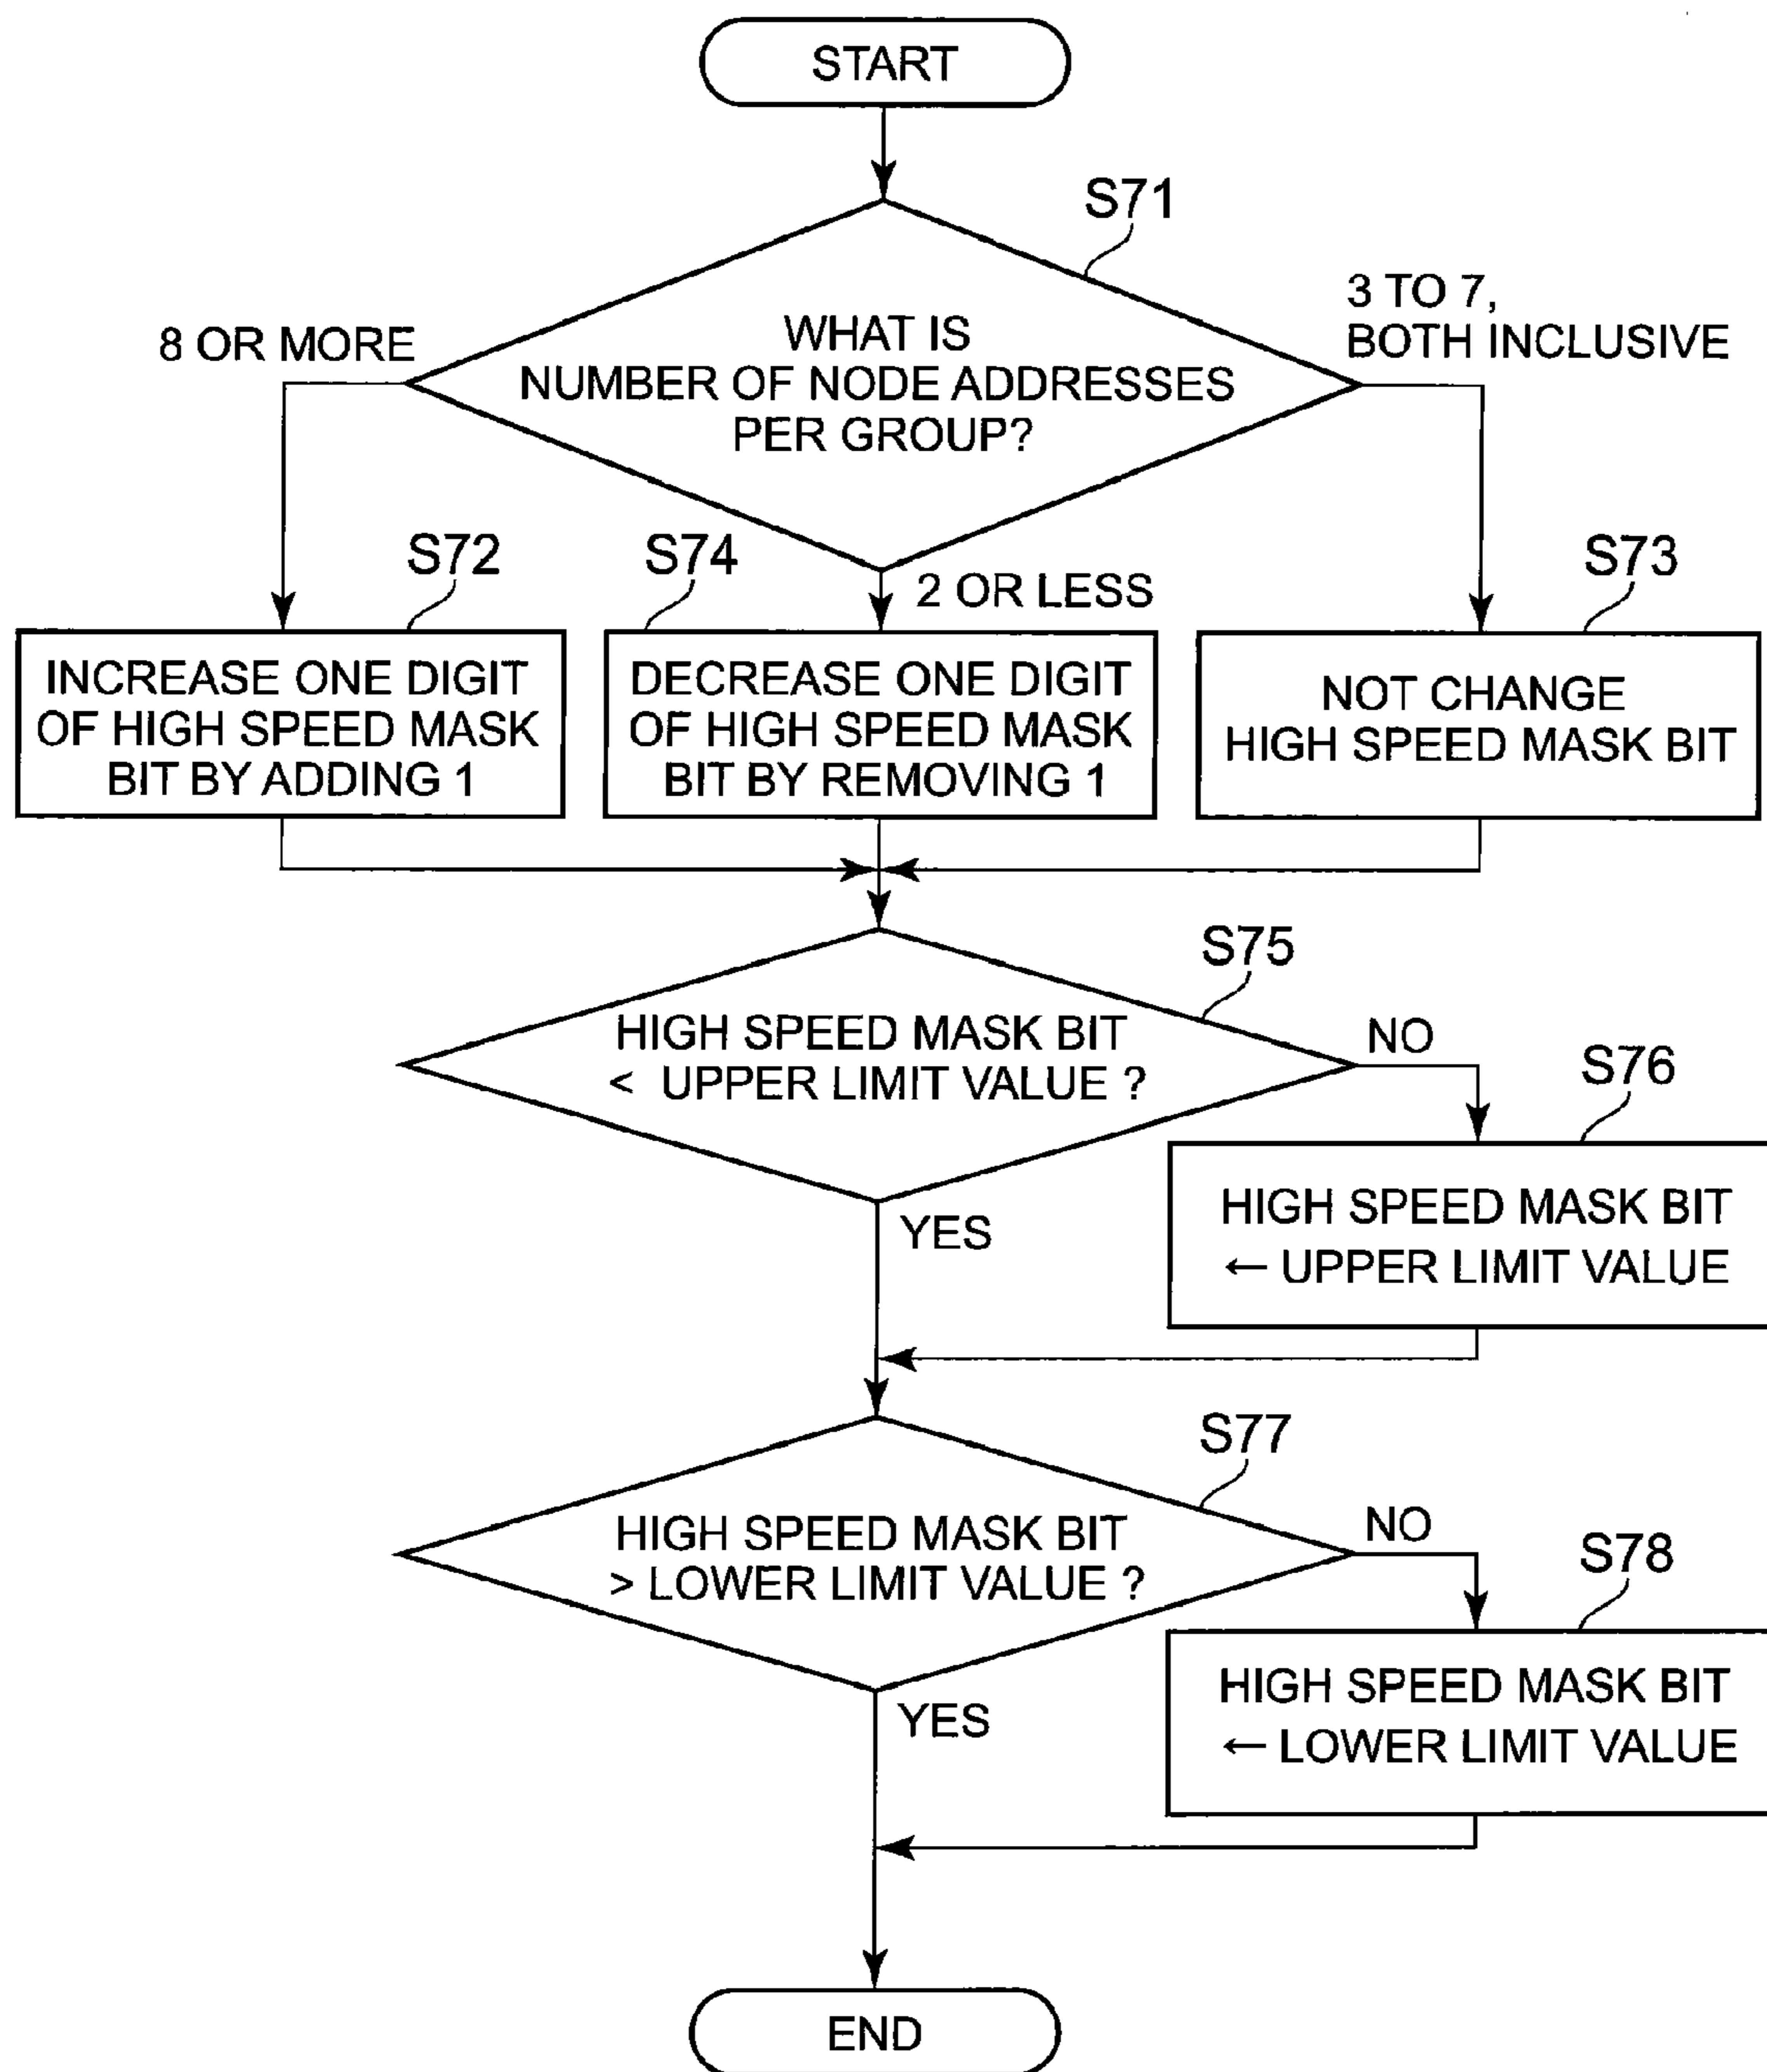 START
S71
8 OR MORE
WHAT IS
NUMBER OF NODE ADDRESSES
PER GROUP?
3 TO 7,
BOTH INCLUSIVE
S72
S74
2 OR LESS
S73
INCREASE ONE DIGIT
OF HIGH SPEED MASK
BIT BY ADDING 1
DECREASE ONE DIGIT
OF HIGH SPEED MASK
BIT BY REMOVING 1
NOT CHANGE
HIGH SPEED MASK BIT
S75
HIGH SPEED MASK BIT
< UPPER LIMIT VALUE ?
NO
S76
YES
HIGH SPEED MASK BIT
← UPPER LIMIT VALUE
S77
HIGH SPEED MASK BIT
> LOWER LIMIT VALUE ?
NO
S78
YES
HIGH SPEED MASK BIT
← LOWER LIMIT VALUE
END